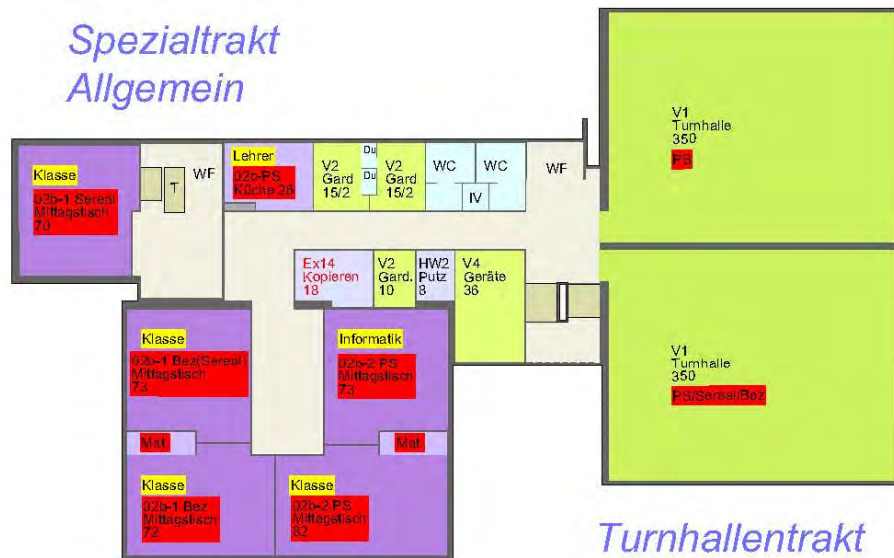 Spezialtrakt
Allgemein
Klasse
02b-1 Sereal
Mittagstisch
70
T
WF
Lehrer
02c-PS
Küche 26
V2
Gard
15/2
Du
Du
V2
Gard
15/2
WC
WC
IV
WF
V1
Turnhalle
350
PS
Ex14
Kopieren
18
V2
Gard.
10
HW2
Putz
8
V4
Geräte
36
Klasse
02b-1 Bez(Sereal)
Mittagstisch
73
Informatik
02b-2 PS
Mittagstisch
73
V1
Turnhalle
350
PS/Sereal/Bez
Mat.
Mat.
Klasse
02b-1 Bez
Mittagstisch
72
Klasse
02b-2 PS
Mittagstisch
82
Turnhallentrakt